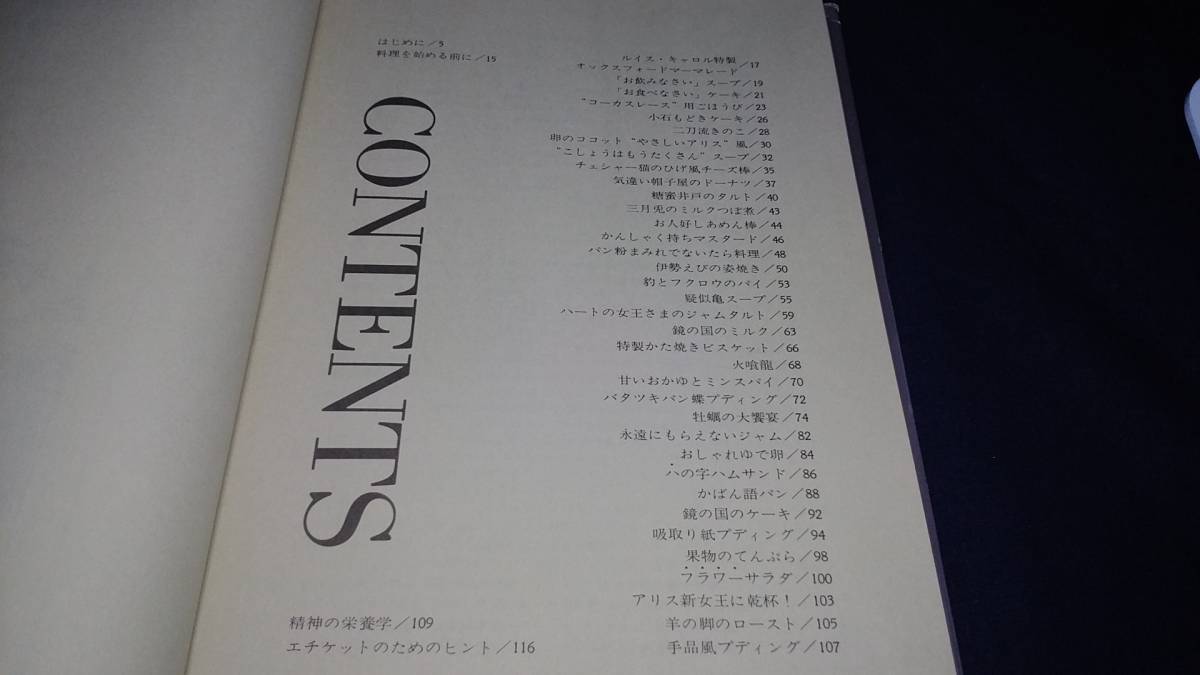 はじめに／5
料理を始める前に／15
CONTENTS
ルイス・キャロル特製
オックスフォードマーマレード／17
「お飲みなさい」スープ／19
「お食べなさい」ケーキ／21
“コーカスレース”用ごほうび／23
小石もどきケーキ／26
二刀流きのこ／28
卵のココット“やさしいアリス”風／30
“こしょうはもうたくさん”スープ／32
チェシャー猫のひげ風チーズ棒／35
気違い帽子屋のドーナツ／37
糖蜜井戸のタルト／40
三月兎のミルクつぼ煮／43
お人好しあめん棒／44
かんしゃく持ちマスタード／46
パン粉まみれでないたら料理／48
伊勢えびの姿焼き／50
豹とフクロウのパイ／53
疑似亀スープ／55
ハートの女王さまのジャムタルト／59
鏡の国のミルク／63
特製かた焼きビスケット／66
火喰龍／68
甘いおかゆとミンスパイ／70
バタツキパン蝶プディング／72
牡蠣の大饗宴／74
永遠にもらえないジャム／82
おしゃれゆで卵／84
ハの字ハムサンド／86
かばん語パン／88
鏡の国のケーキ／92
吸取り紙プディング／94
果物のてんぷら／98
フラワーサラダ／100
アリス新女王に乾杯！／103
羊の脚のロースト／105
手品風プディング／107
精神の栄養学／109
エチケットのためのヒント／116